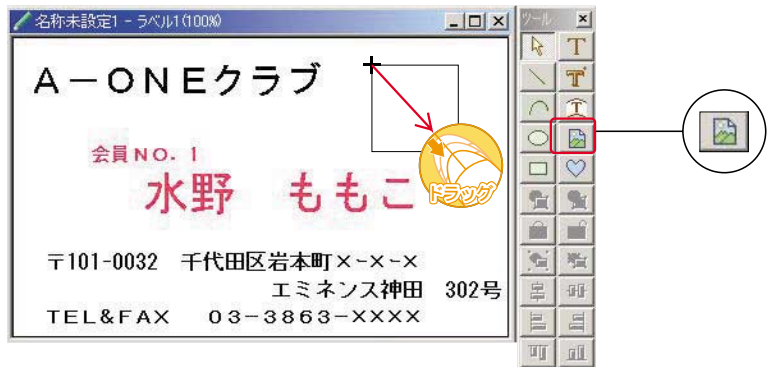 名称未設定1 - ラベル1(100%)
ツール
A－ONEクラブ
会員NO. 1
水野　ももこ
ドラッグ
〒101-0032　千代田区岩本町×-×-×
エミネンス神田　302号
TEL&FAX　03-3863-XXXX
T
T
T